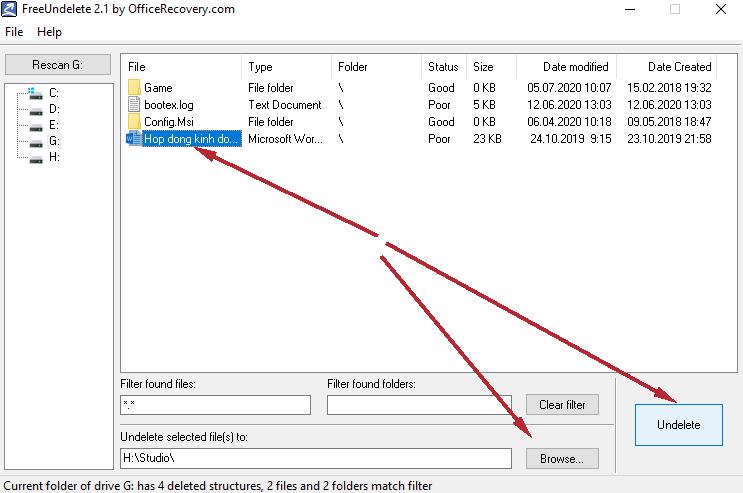 FreeUndelete 2.1 by OfficeRecovery.com
File Help
Rescan G:
C:
D:
E:
G:
H:
File Type Folder Status Size Date modified Date Created
Game File folder \ Good 0 KB 05.07.2020 10:07 15.02.2018 19:32
bootex.log Text Document \ Poor 5 KB 12.06.2020 13:03 12.06.2020 13:03
Config.Msi File folder \ Good 0 KB 06.04.2020 10:18 09.05.2018 18:47
Hop dong kinh do... Microsoft Wor... \ Poor 23 KB 24.10.2019 9:15 23.10.2019 21:58
Filter found files: Filter found folders:
*.* Clear filter
Undelete
Undelete selected file(s) to:
H:\Studio\ Browse...
Current folder of drive G: has 4 deleted structures, 2 files and 2 folders match filter